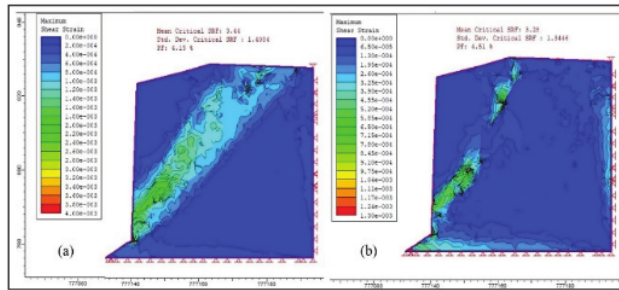 Maximum
Shear Strain
0.00e+000
2.00e-004
4.00e-004
6.00e-004
8.00e-004
1.00e-003
1.20e-003
1.40e-003
1.60e-003
1.80e-003
2.00e-003
2.20e-003
2.40e-003
2.60e-003
2.80e-003
3.00e-003
3.20e-003
3.40e-003
3.60e-003
3.80e-003
4.00e-003
Mean Critical SRF: 3.44
Pf: 4.13 %
(a)
777140
Maximum
Shear Strain
0.00e+000
6.50e-005
1.30e-004
1.95e-004
2.60e-004
3.25e-004
3.90e-004
4.55e-004
5.20e-004
5.85e-004
6.50e-004
7.15e-004
7.80e-004
8.45e-004
9.10e-004
9.75e-004
1.04e-003
1.11e-003
1.17e-003
1.24e-003
1.30e-003
Mean Critical SRF: 3.26
Std. Dev. Critical SRF: 1.3446
Pf: 4.51 %
(b)
777140